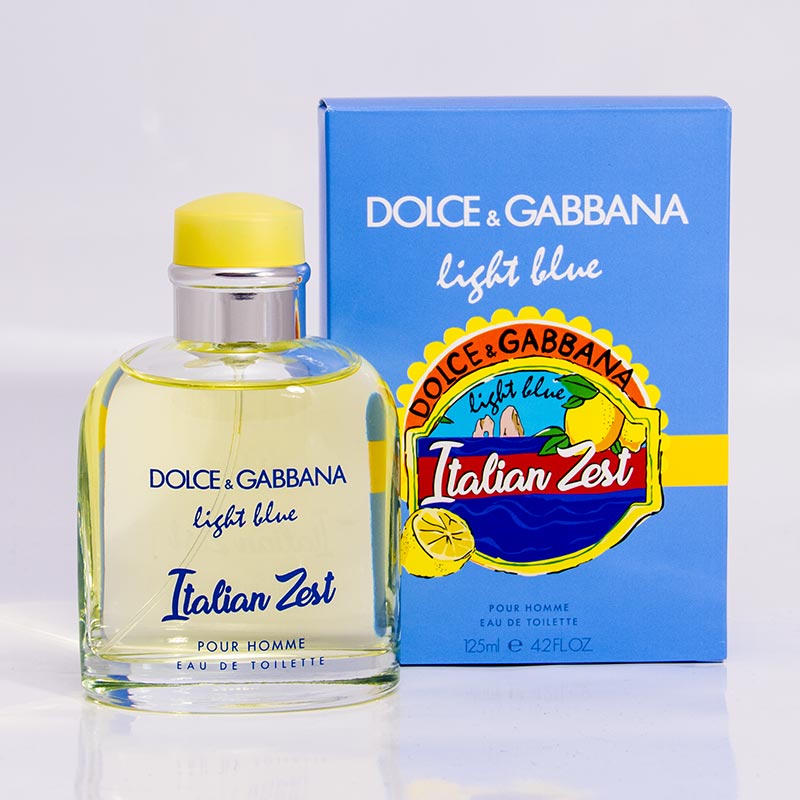 DOLCE & GABBANA
light blue
Italian Zest
POUR HOMME
EAU DE TOILETTE
DOLCE & GABBANA
light blue
DOLCE & GABBANA
light blue
Italian Zest
POUR HOMME
EAU DE TOILETTE
125ml e 4.2FL.OZ.